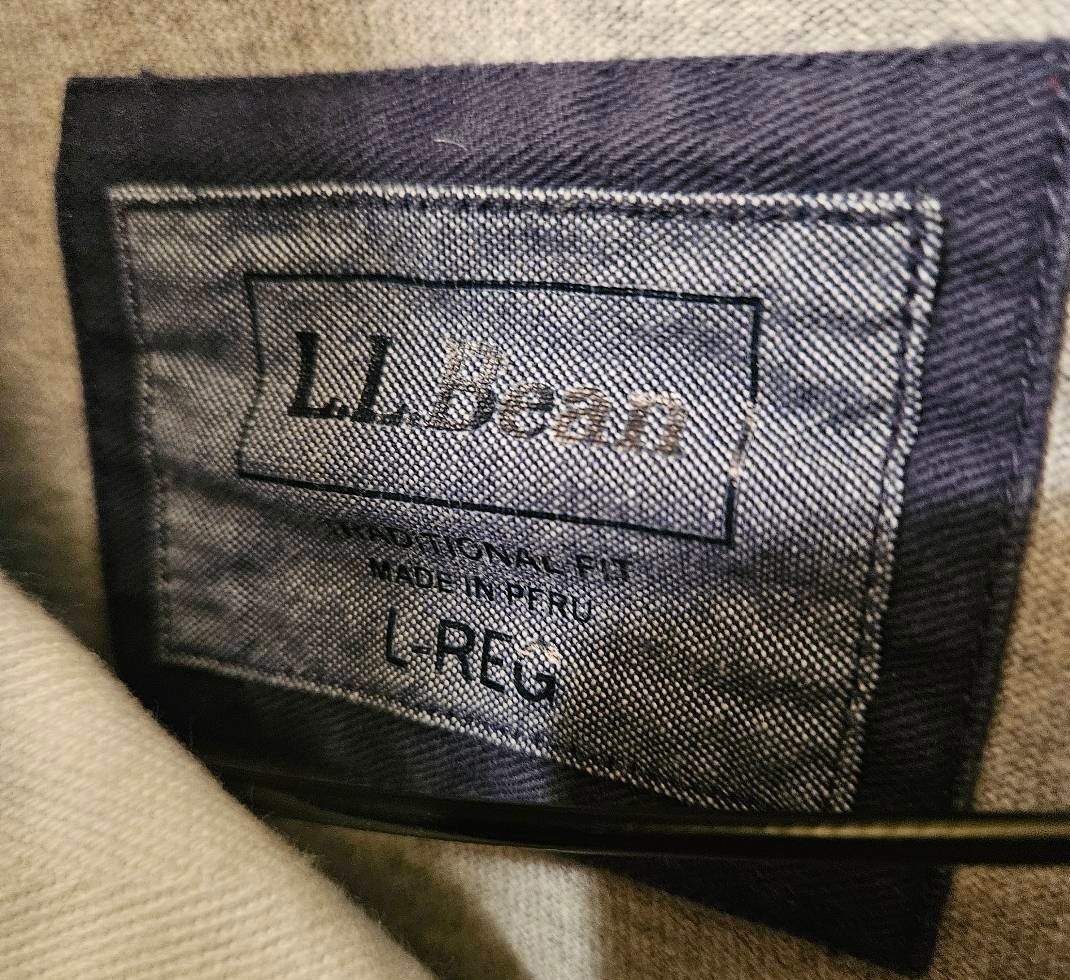 L.L.Bean
TRADITIONAL FIT
MADE IN PERU
L-REG